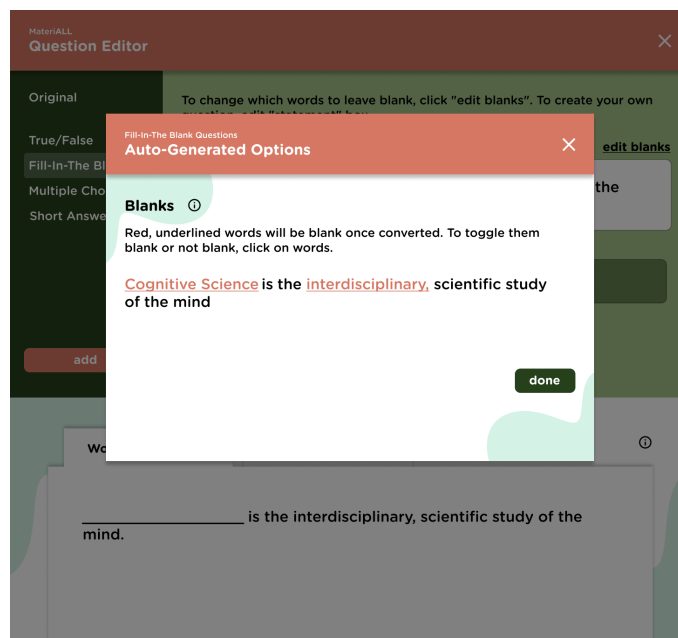 MateriALL
Question Editor
Original
To change which words to leave blank, click "edit blanks". To create your own
True/False
Fill-In-The Bl
Multiple Cho
Short Answe
edit blanks
the
Fill-In-The Blank Questions
Auto-Generated Options
Blanks
Red, underlined words will be blank once converted. To toggle them
blank or not blank, click on words.
Cognitive Science is the interdisciplinary, scientific study
of the mind
done
add
Wo
____________________ is the interdisciplinary, scientific study of the
mind.